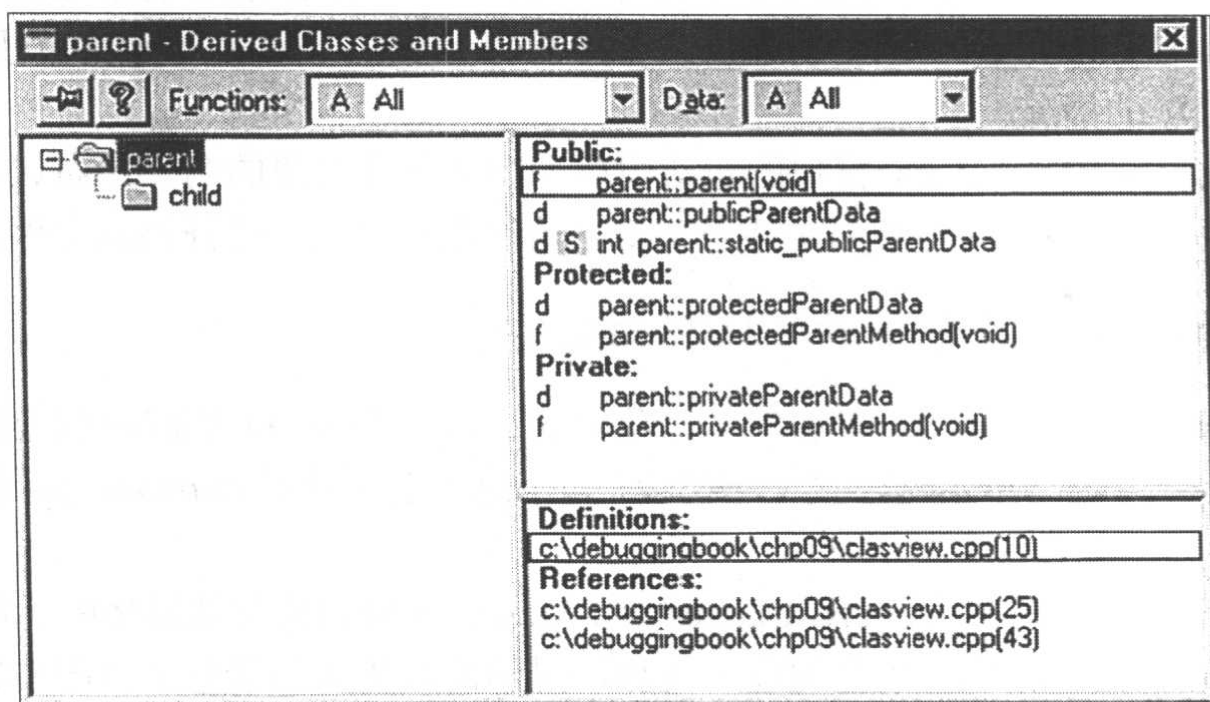 parent - Derived Classes and Members
Functions: A All Data: A All
parent
child
Public:
f parent::parent(void)
d parent::publicParentData
d S int parent::static_publicParentData
Protected:
d parent::protectedParentData
f parent::protectedParentMethod(void)
Private:
d parent::privateParentData
f parent::privateParentMethod(void)
Definitions:
c:\debuggingbook\chp09\clasview.cpp(10)
References:
c:\debuggingbook\chp09\clasview.cpp(25)
c:\debuggingbook\chp09\clasview.cpp(43)